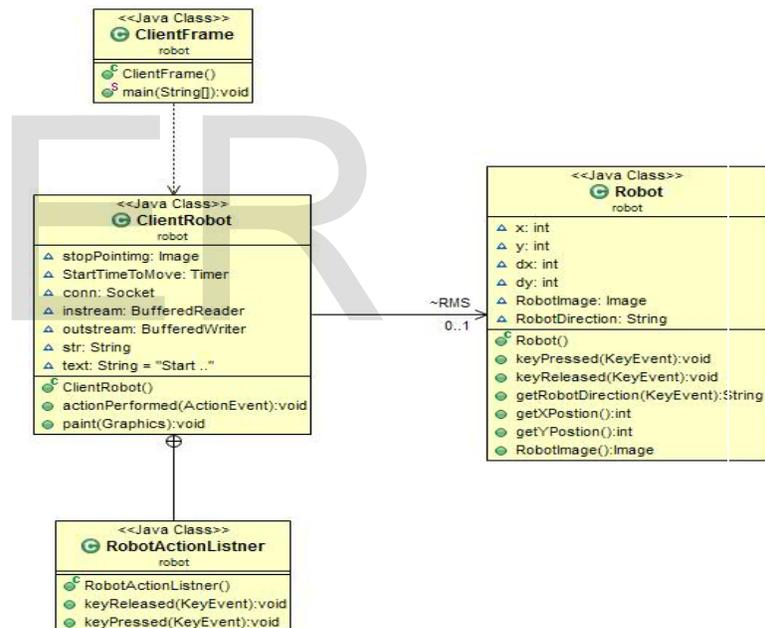 <<Java Class>>
ClientFrame
robot
ClientFrame()
main(String[]):void
<<Java Class>>
ClientRobot
robot
stopPointimg: Image
StartTimeToMove: Timer
conn: Socket
instream: BufferedReader
outstream: BufferedWriter
str: String
text: String = "Start .."
ClientRobot()
actionPerformed(ActionEvent):void
paint(Graphics):void
~RMS
0..1
<<Java Class>>
Robot
robot
x: int
y: int
dx: int
dy: int
RobotImage: Image
RobotDirection: String
Robot()
keyPressed(KeyEvent):void
keyReleased(KeyEvent):void
getRobotDirection(KeyEvent):String
getXPostion():int
getYPostion():int
RobotImage():Image
<<Java Class>>
RobotActionListner
robot
RobotActionListner()
keyReleased(KeyEvent):void
keyPressed(KeyEvent):void
ER